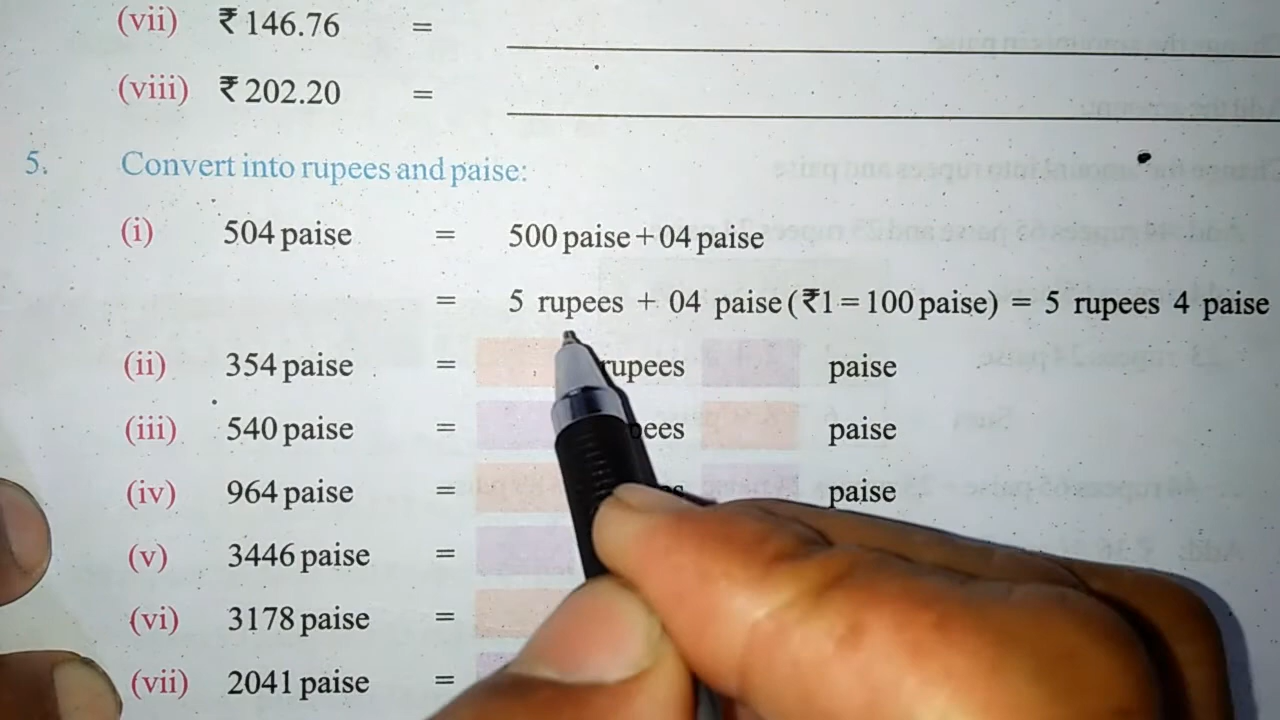 (vii) ₹146.76 =
(viii) ₹202.20 =
5. Convert into rupees and paise:
(i) 504 paise = 500 paise + 04 paise
= 5 rupees + 04 paise (₹1 = 100 paise) = 5 rupees 4 paise
(ii) 354 paise = rupees paise
(iii) 540 paise = pees paise
(iv) 964 paise = paise
(v) 3446 paise =
(vi) 3178 paise =
(vii) 2041 paise =